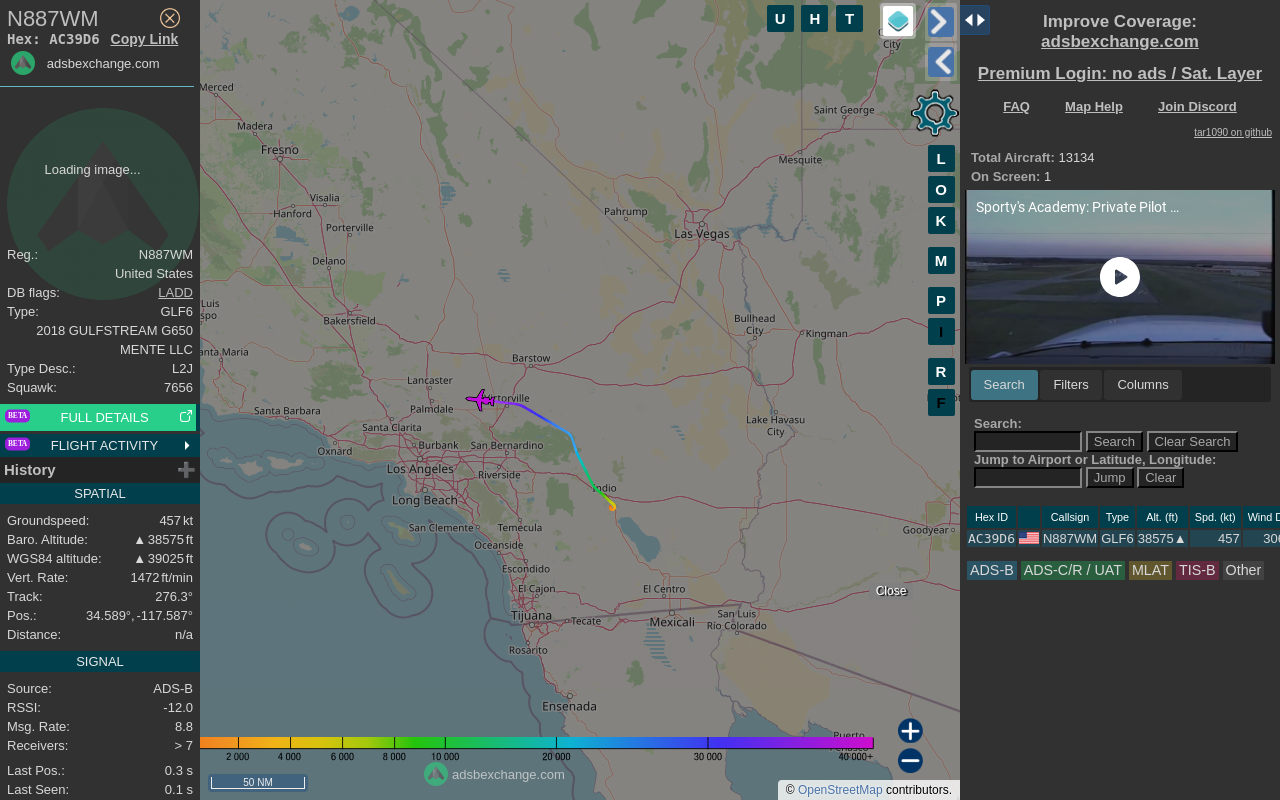 N887WM
Hex: AC39D6 Copy Link
adsbexchange.com
Loading image...
Reg.: N887WM
United States
DB flags: LADD
Type: GLF6
2018 GULFSTREAM G650
MENTE LLC
Type Desc.: L2J
Squawk: 7656
BETA FULL DETAILS
BETA FLIGHT ACTIVITY
History
SPATIAL
Groundspeed: 457 kt
Baro. Altitude: ▲ 38575 ft
WGS84 altitude: ▲ 39025 ft
Vert. Rate: 1472 ft/min
Track: 276.3°
Pos.: 34.589°, -117.587°
Distance: n/a
SIGNAL
Source: ADS-B
RSSI: -12.0
Msg. Rate: 8.8
Receivers: > 7
Last Pos.: 0.3 s
Last Seen: 0.1 s
U H T
City
Merced
Madera
Fresno
Saint George
Mesquite
Visalia
Hanford
Porterville
Pahrump
Las Vegas
Delano
Luis
spo
Bakersfield
Bullhead
City
Kingman
anta Maria
Barstow
Lancaster
Palmdale
rtorville
Santa Barbara
Santa Clarita
Lake Havasu
City
Oxnard
Burbank
San Bernardino
Los Angeles
Riverside
Long Beach
Indio
San Clemente
Temecula
Goodyear
Oceanside
Escondido
El Cajon
El Centro
Tijuana
Tecate
Mexicali
San Luis
Río Colorado
Rosarito
Ensenada
Puerto
Close
L
O
K
M
P
I
R
F
2 000 4 000 6 000 8 000 10 000 20 000 30 000 40 000+
adsbexchange.com
50 NM
© OpenStreetMap contributors.
Improve Coverage:
adsbexchange.com
Premium Login: no ads / Sat. Layer
FAQ Map Help Join Discord
tar1090 on github
Total Aircraft: 13134
On Screen: 1
Sporty's Academy: Private Pilot ...
Search Filters Columns
Search:
Search Clear Search
Jump to Airport or Latitude, Longitude:
Jump Clear
Hex ID Callsign Type Alt. (ft) Spd. (kt) Wind D
AC39D6 N887WM GLF6 38575▲ 457 306
ADS-B ADS-C/R / UAT MLAT TIS-B Other